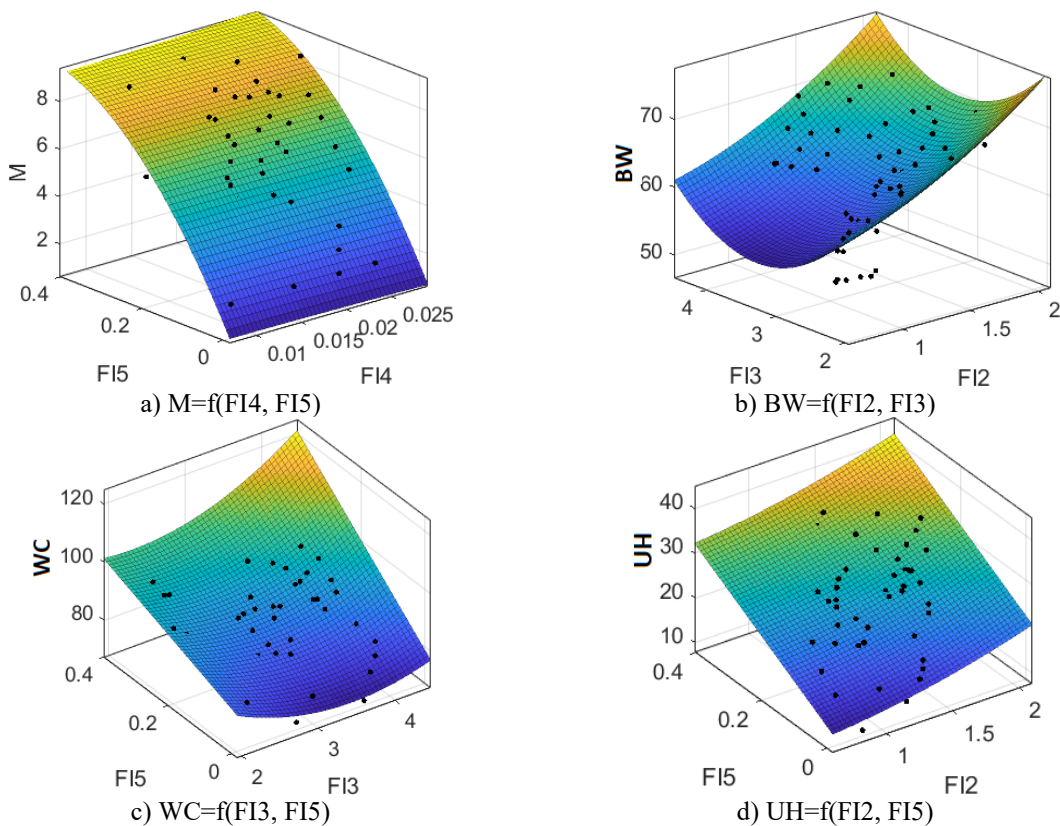 8
6
4
2
M
0.4
0.2
0
FI5
0.01
0.015
0.02
0.025
FI4
a) M=f(FI4, FI5)
70
60
50
BW
4
3
2
FI3
1
1.5
2
FI2
b) BW=f(FI2, FI3)
120
100
80
WC
0.4
0.2
0
FI5
2
3
4
FI3
c) WC=f(FI3, FI5)
40
30
20
10
UH
0.4
0.2
0
FI5
1
1.5
2
FI2
d) UH=f(FI2, FI5)